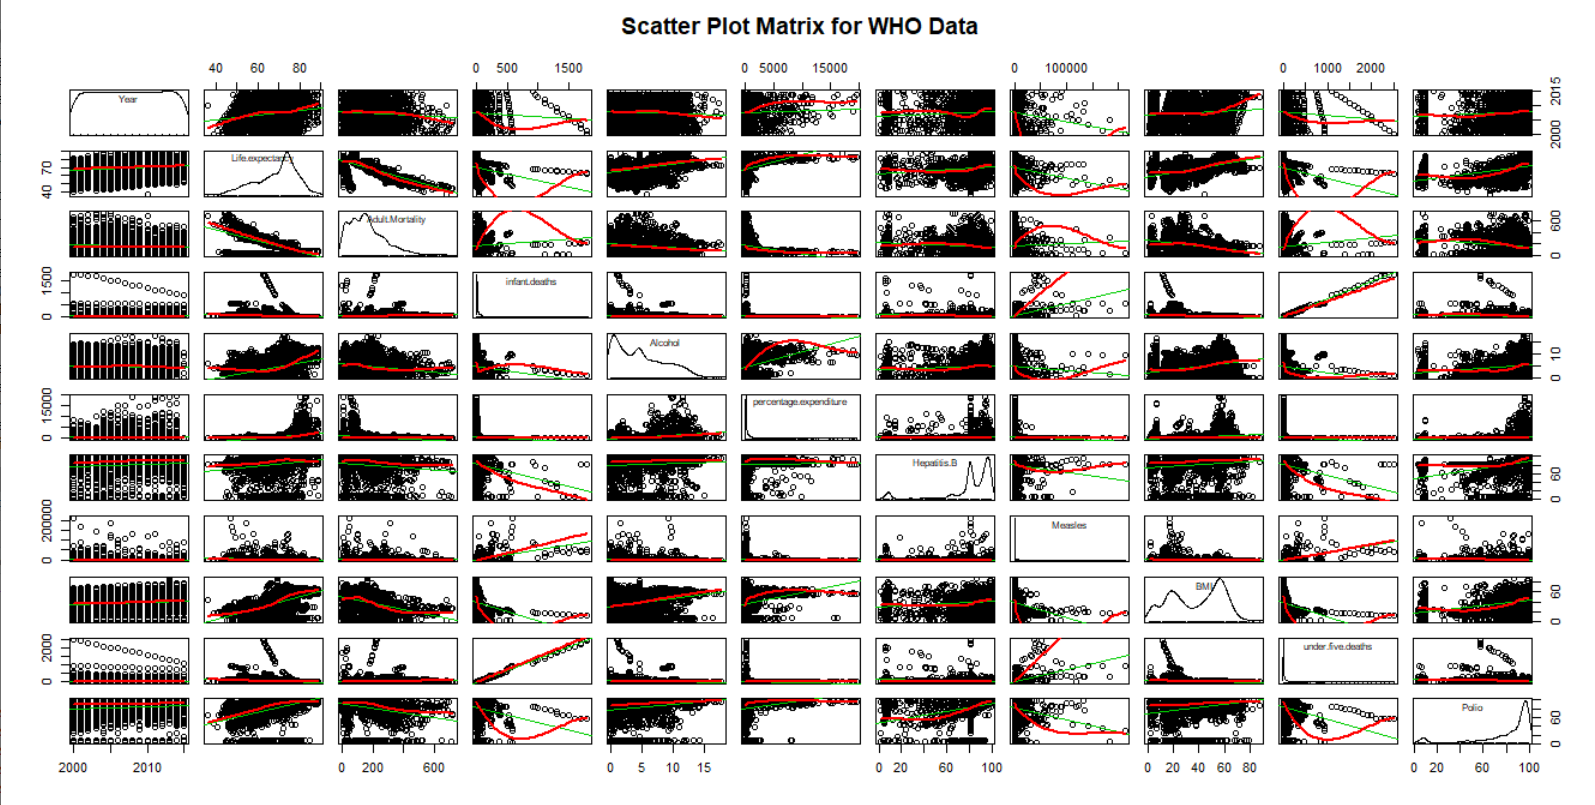 Scatter Plot Matrix for WHO Data
40 60 80 0 500 1500 0 5000 15000 0 100000 0 1000 2000
Year
2000 2015
Life.expectancy
40 70
Adult.Mortality
0 600
infant.deaths
0 1500
Alcohol
0 10
percentage.expenditure
0 15000
Hepatitis.B
0 60
Measles
0 200000
BMI
0 60
under.five.deaths
0 2000
Polio
0 60
2000 2010 0 200 600 0 5 10 15 0 20 60 100 0 20 40 60 80 0 20 60 100